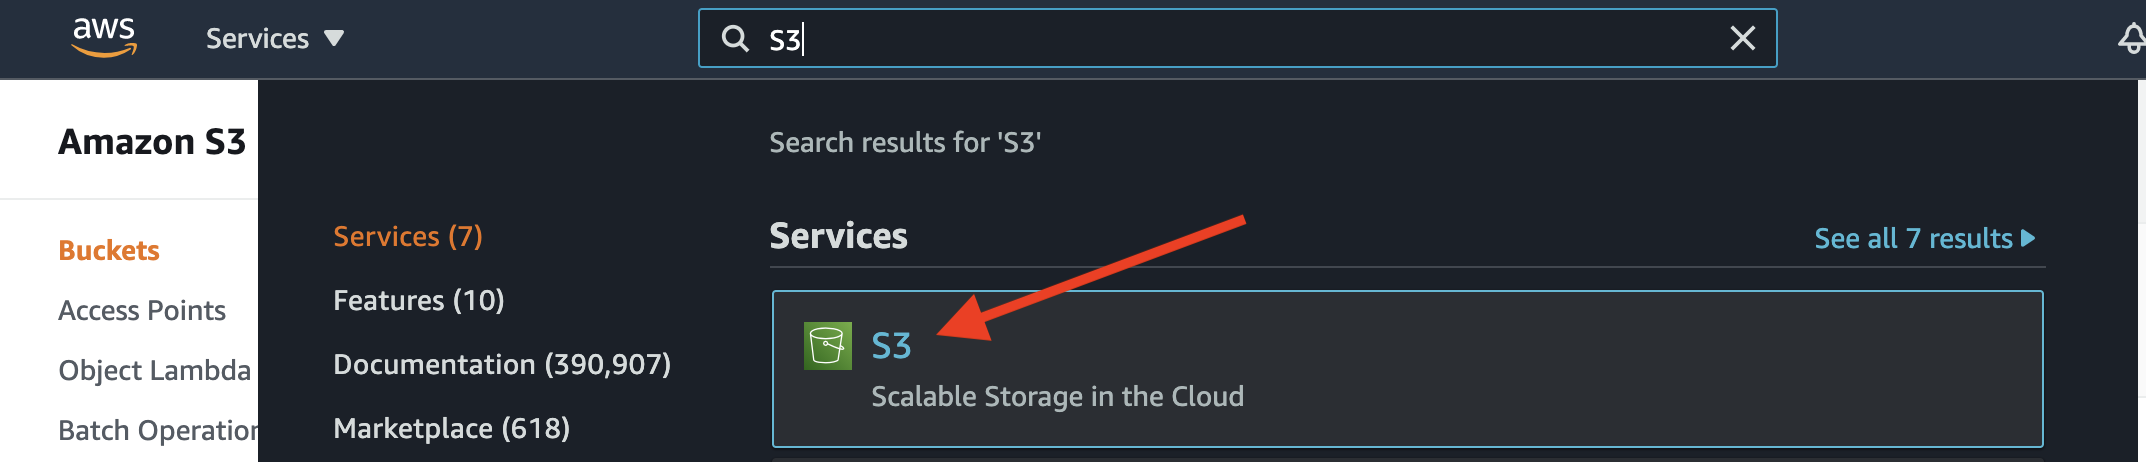 aws
Services
S3
Amazon S3
Buckets
Access Points
Object Lambda
Batch Operation
Search results for 'S3'
Services (7)
Features (10)
Documentation (390,907)
Marketplace (618)
Services
See all 7 results
S3
Scalable Storage in the Cloud